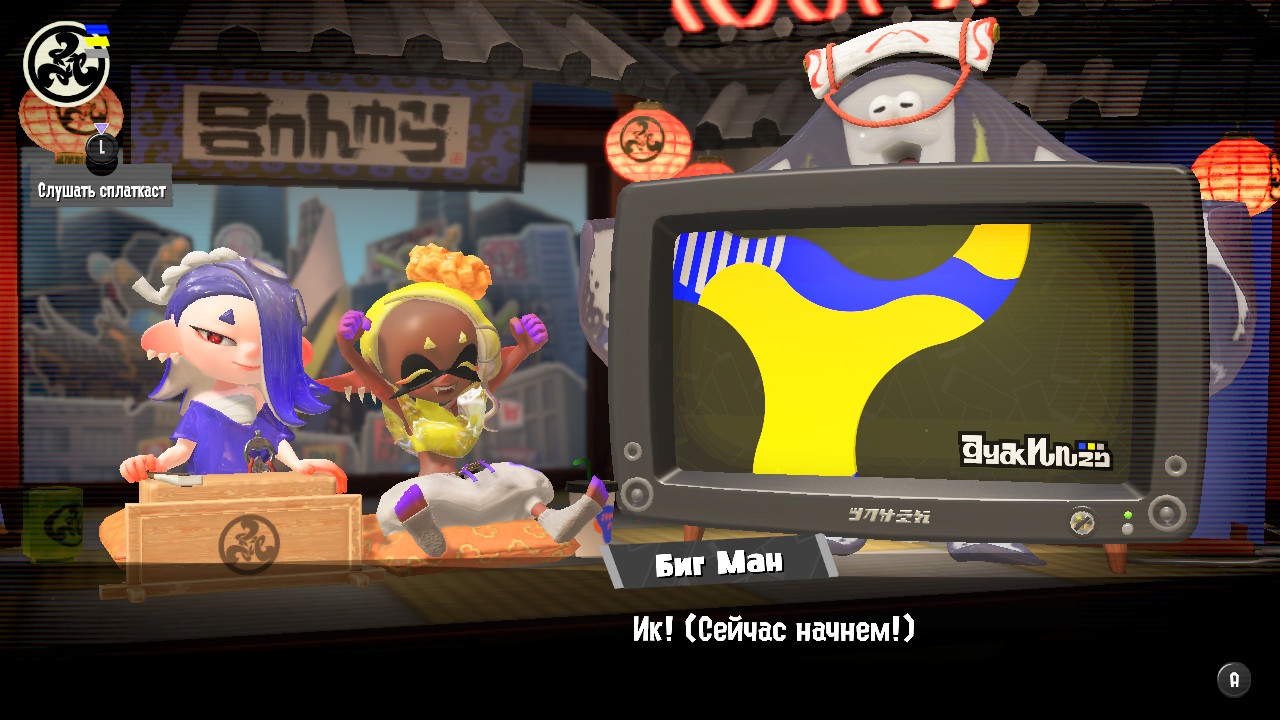 L
Слушать сплаткаст
Биг Ман
Ик! (Сейчас начнем!)
A